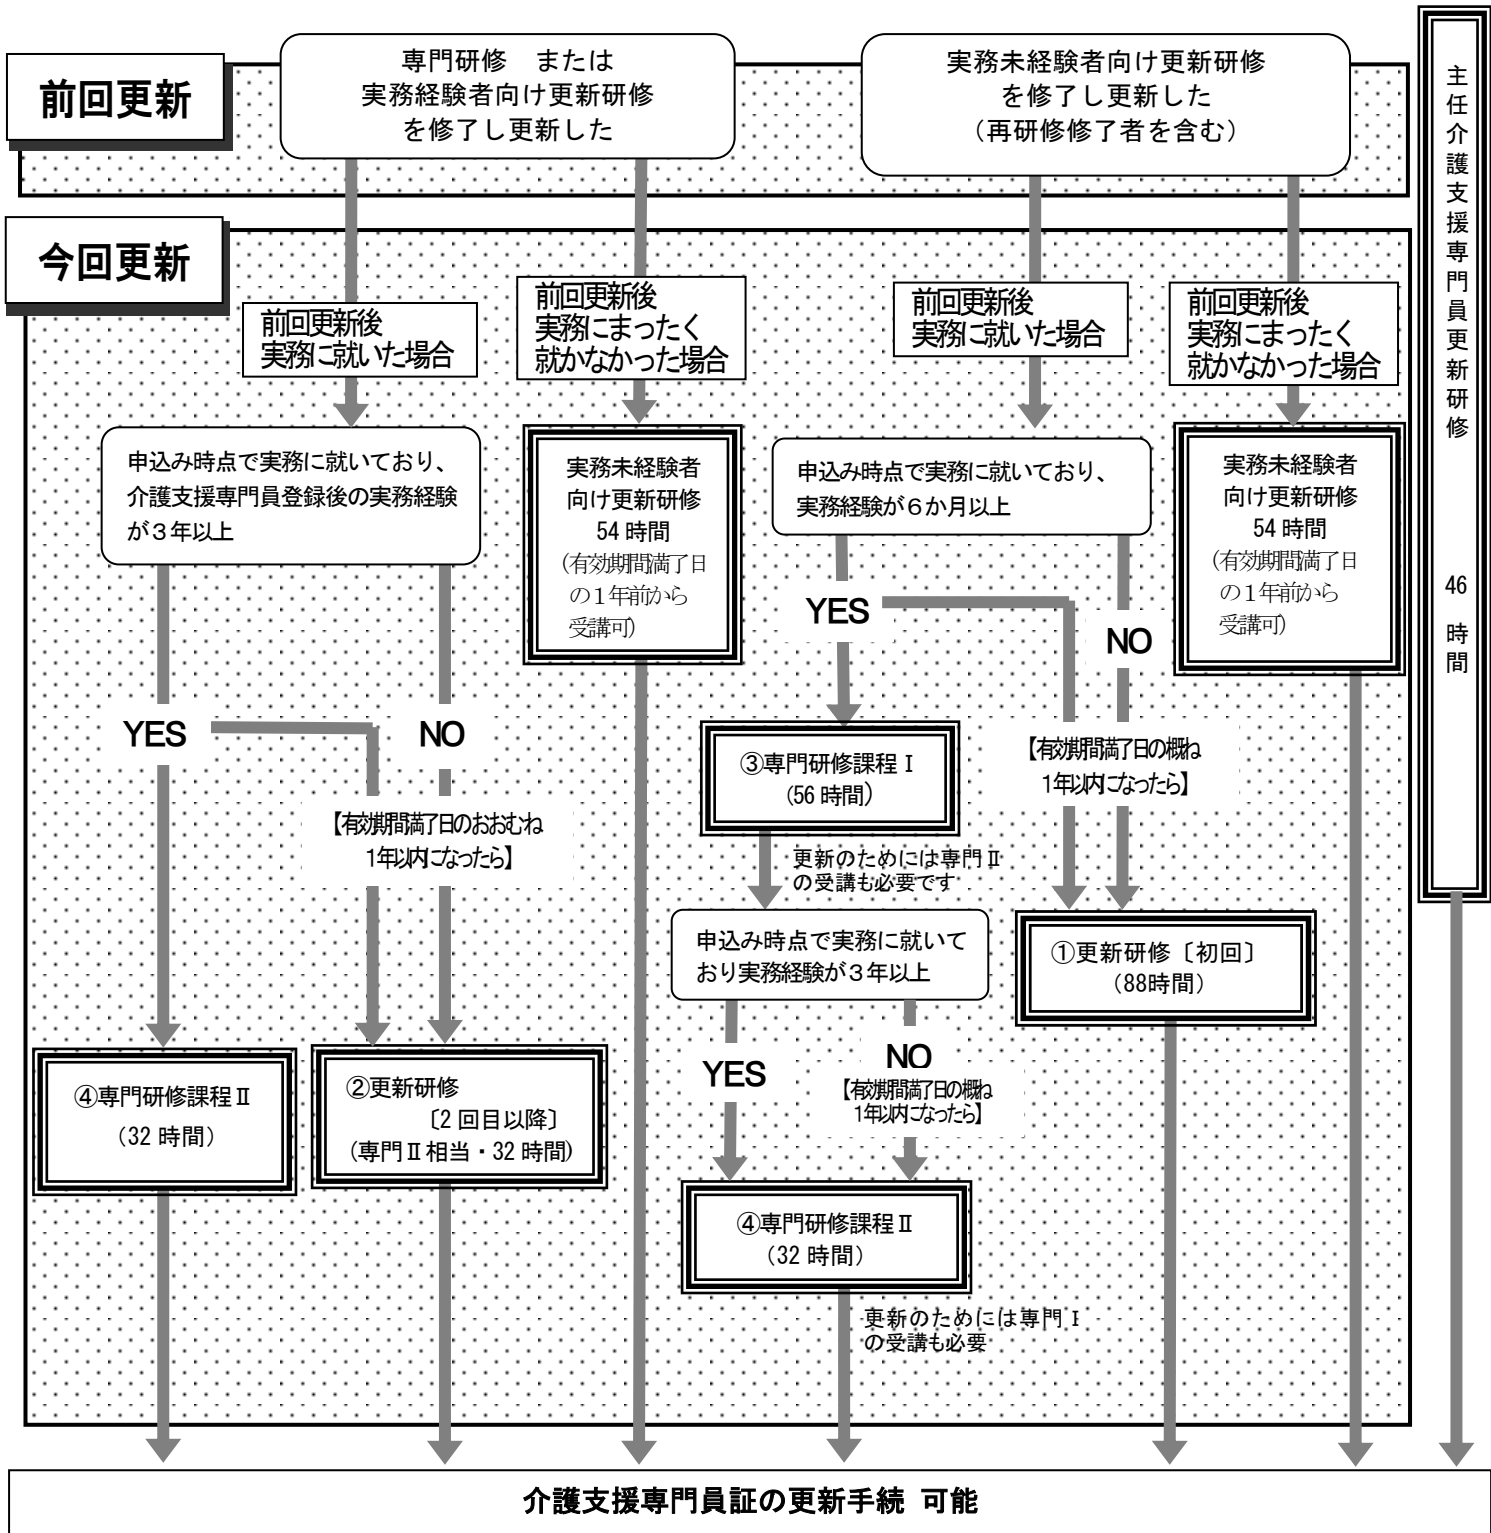 前回更新
専門研修　または
実務経験者向け更新研修
を修了し更新した
実務未経験者向け更新研修
を修了し更新した
（再研修修了者を含む）
主任介護支援専門員更新研修 46 時間
今回更新
前回更新後
実務に就いた場合
前回更新後
実務にまったく
就かなかった場合
前回更新後
実務に就いた場合
前回更新後
実務にまったく
就かなかった場合
申込み時点で実務に就いており、
介護支援専門員登録後の実務経験
が３年以上
実務未経験者
向け更新研修
54 時間
（有効期間満了日
の１年前から
受講可）
申込み時点で実務に就いており、
実務経験が６か月以上
実務未経験者
向け更新研修
54 時間
（有効期間満了日
の１年前から
受講可）
YES
NO
YES
NO
【有効期間満了日のおおむね
1年以内になったら】
③専門研修課程Ⅰ
（56 時間）
【有効期間満了日の概ね
1年以内になったら】
更新のためには専門Ⅱ
の受講も必要です
申込み時点で実務に就いて
おり実務経験が３年以上
①更新研修〔初回〕
（88時間）
YES
NO
【有効期間満了日の概ね
1年以内になったら】
④専門研修課程Ⅱ
（32 時間）
②更新研修
〔2 回目以降〕
（専門Ⅱ相当・32 時間）
④専門研修課程Ⅱ
（32 時間）
更新のためには専門Ⅰ
の受講も必要
介護支援専門員証の更新手続 可能